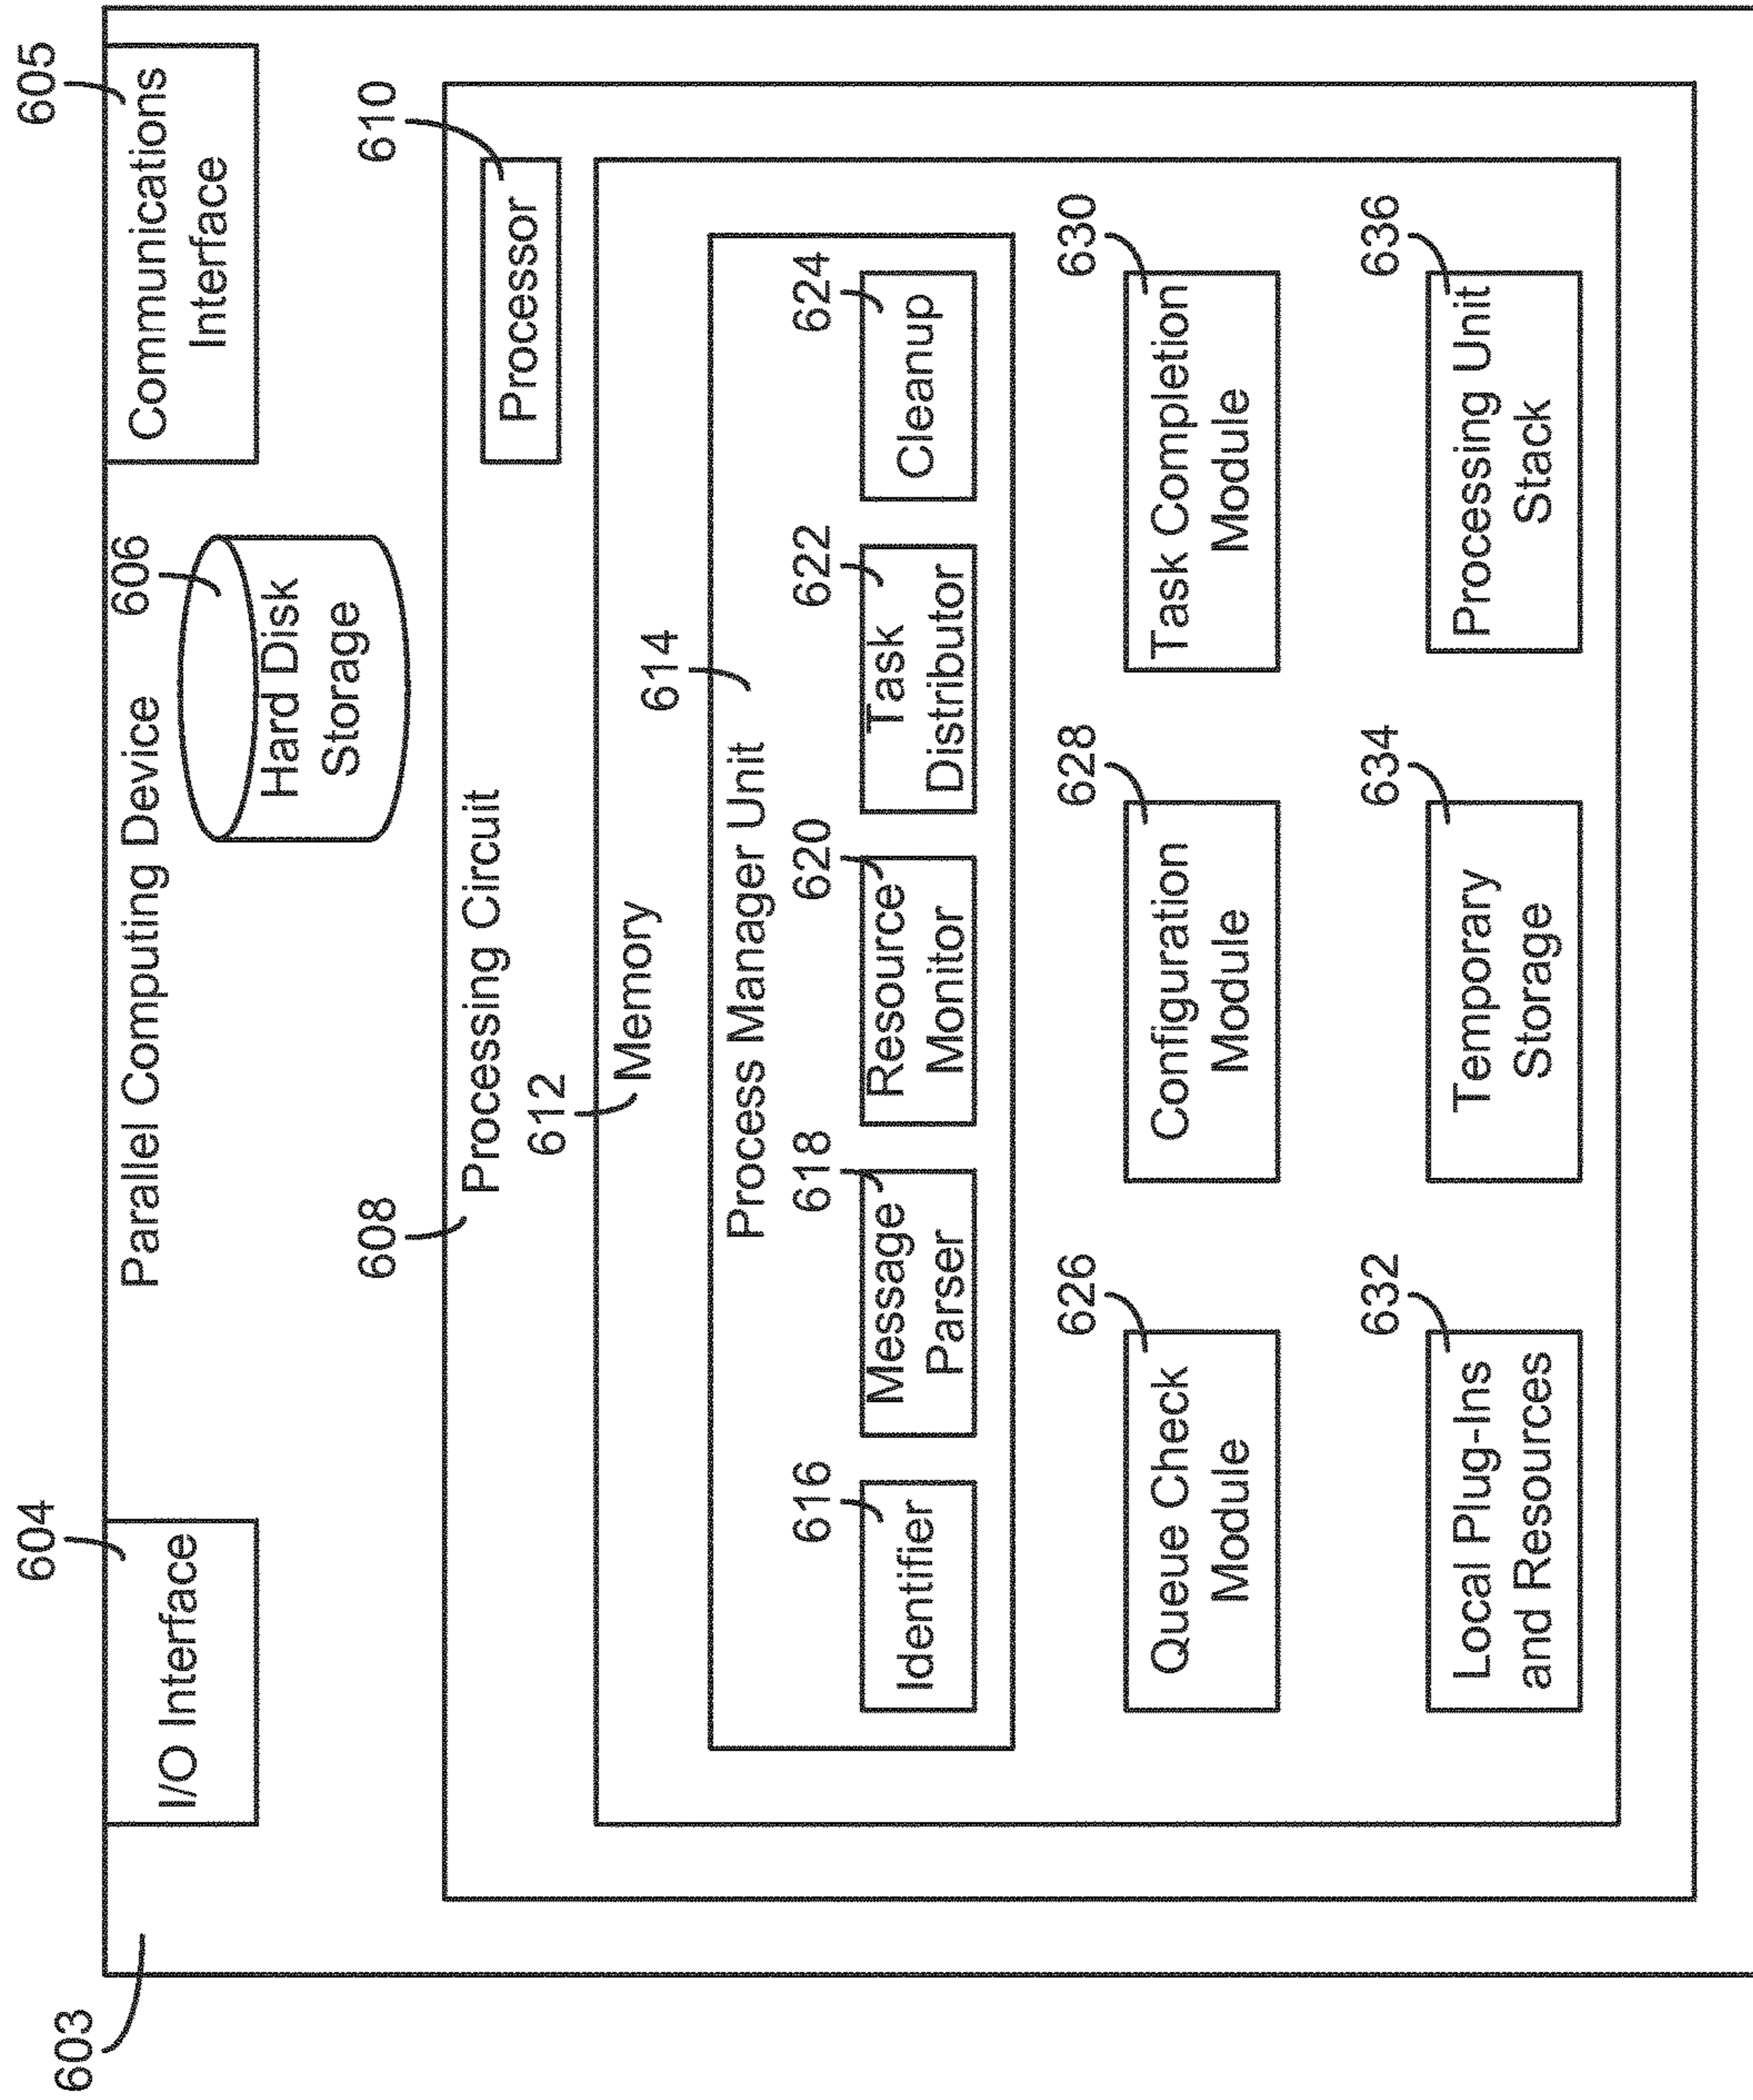 604
605
I/O Interface
Communications
Interface
603
Parallel Computing Device
606
Hard Disk
Storage
608
Processing Circuit
610
Processor
612
Memory
614
Process Manager Unit
616
618
620
622
624
Identifier
Message
Parser
Resource
Monitor
Task
Distributor
Cleanup
626
628
630
Queue Check
Module
Configuration
Module
Task Completion
Module
632
634
636
Local Plug-Ins
and Resources
Temporary
Storage
Processing Unit
Stack